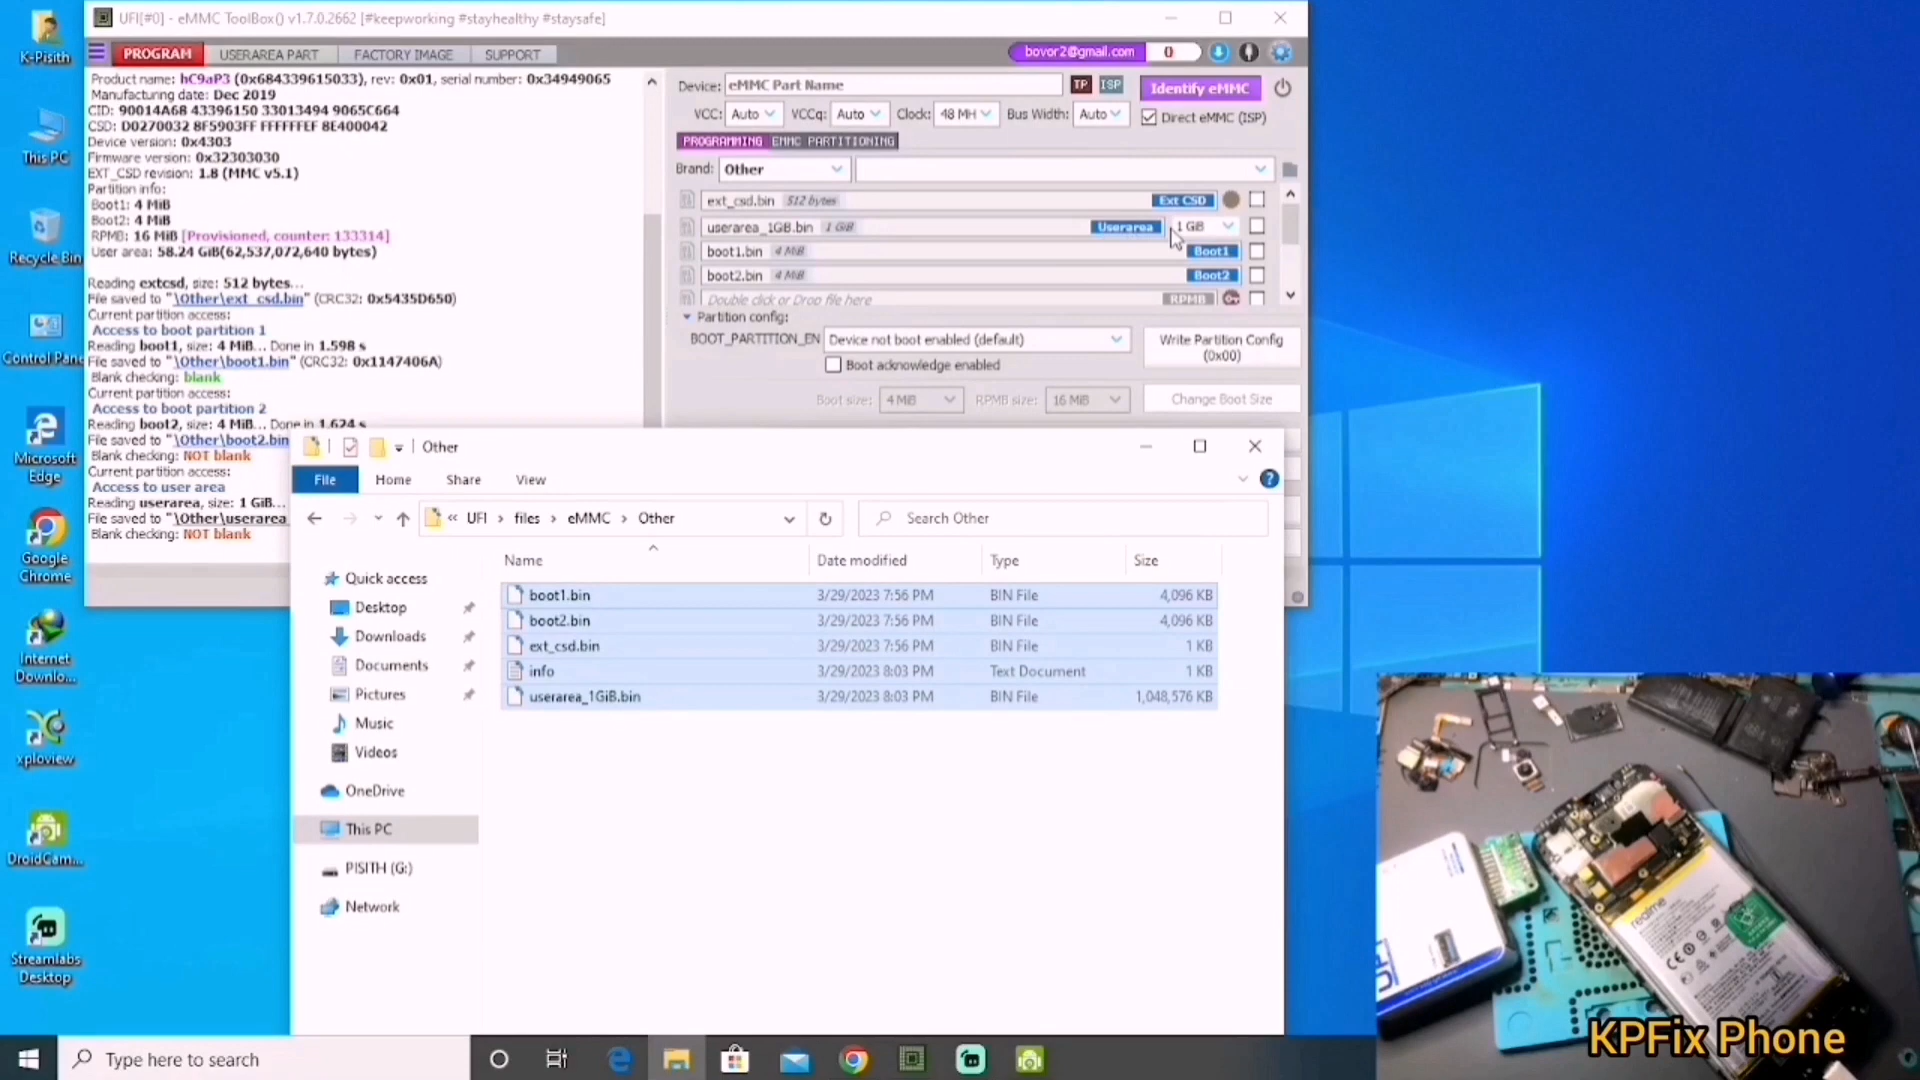 K-Pisith
This PC
Recycle Bin
Control Pane
Microsoft
Edge
Google
Chrome
Internet
Downlo...
xploview
DroidCam...
Streamlabs
Desktop
UFI[#0] - eMMC ToolBox() v1.7.0.2662 [#keepworking #stayhealthy #staysafe]
PROGRAM USERAREA PART FACTORY IMAGE SUPPORT
bovor2@gmail.com 0
Product name: hC9aP3 (0x684339615033), rev: 0x01, serial number: 0x34949065
Manufacturing date: Dec 2019
CID: 90014A68 43396150 33013494 9065C664
CSD: D0270032 8F5903FF FFFFFFEF 8E400042
Device version: 0x4303
Firmware version: 0x32303030
EXT_CSD revision: 1.8 (MMC v5.1)
Partition info:
Boot1: 4 MiB
Boot2: 4 MiB
RPMB: 16 MiB [Provisioned, counter: 133314]
User area: 58.24 GiB(62,537,072,640 bytes)
Reading extcsd, size: 512 bytes...
File saved to "\Other\ext_csd.bin" (CRC32: 0x5435D650)
Current partition access:
Access to boot partition 1
Reading boot1, size: 4 MiB... Done in 1.598 s
File saved to "\Other\boot1.bin" (CRC32: 0x1147406A)
Blank checking: blank
Current partition access:
Access to boot partition 2
Reading boot2, size: 4 MiB... Done in 1.624 s
File saved to "\Other\boot2.bin
Blank checking: NOT blank
Current partition access:
Access to user area
Reading userarea, size: 1 GiB...
File saved to "\Other\userarea_
Blank checking: NOT blank
Device: eMMC Part Name TP ISP Identify eMMC
VCC: Auto VCCq: Auto Clock: 48 MH Bus Width: Auto Direct eMMC (ISP)
PROGRAMMING EMMC PARTITIONING
Brand: Other
ext_csd.bin 512 bytes Ext CSD
userarea_1GB.bin 1 GiB Userarea 1 GB
boot1.bin 4 MiB Boot1
boot2.bin 4 MiB Boot2
Double click or Drop file here RPMB
Partition config:
BOOT_PARTITION_EN Device not boot enabled (default) Write Partition Config
(0x00)
Boot acknowledge enabled
Boot size: 4 MiB RPMB size: 16 MiB Change Boot Size
Other
File Home Share View
« UFI › files › eMMC › Other
Search Other
Name Date modified Type Size
boot1.bin 3/29/2023 7:56 PM BIN File 4,096 KB
boot2.bin 3/29/2023 7:56 PM BIN File 4,096 KB
ext_csd.bin 3/29/2023 7:56 PM BIN File 1 KB
info 3/29/2023 8:03 PM Text Document 1 KB
userarea_1GiB.bin 3/29/2023 8:03 PM BIN File 1,048,576 KB
Quick access
Desktop
Downloads
Documents
Pictures
Music
Videos
OneDrive
This PC
PISITH (G:)
Network
realme
KPFix Phone
Type here to search